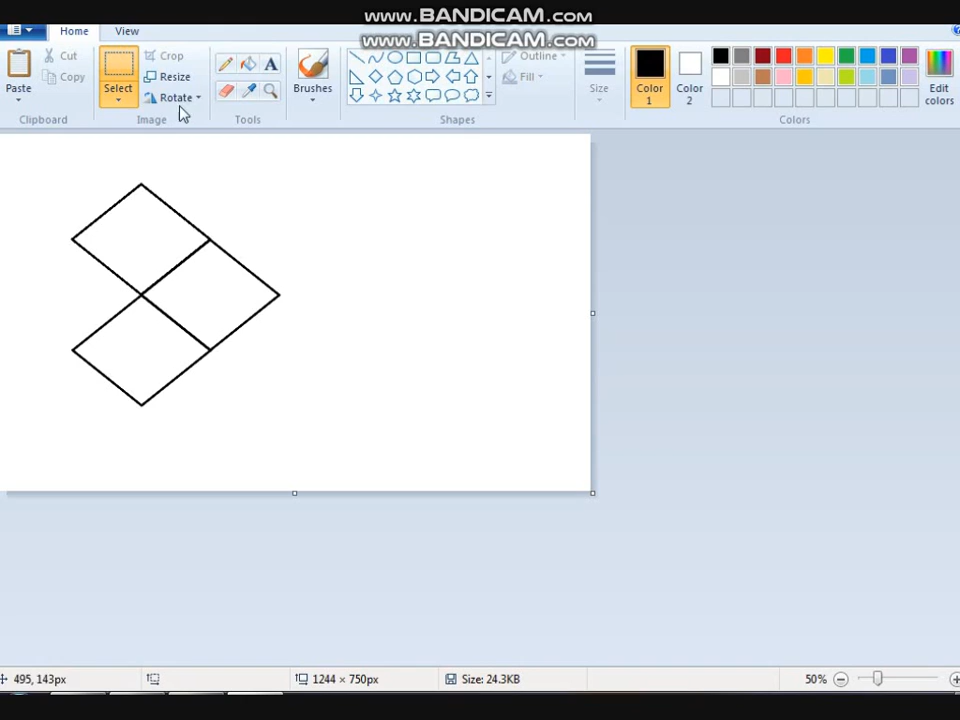 www.BANDICAM.com
www.BANDICAM.com
Home View
Paste
Cut
Copy
Clipboard
Select
Crop
Resize
Rotate
Image
Tools
Brushes
Outline
Fill
Shapes
Size
Color
1
Color
2
Edit
colors
Colors
495, 143px
1244 × 750px
Size: 24.3KB
50%